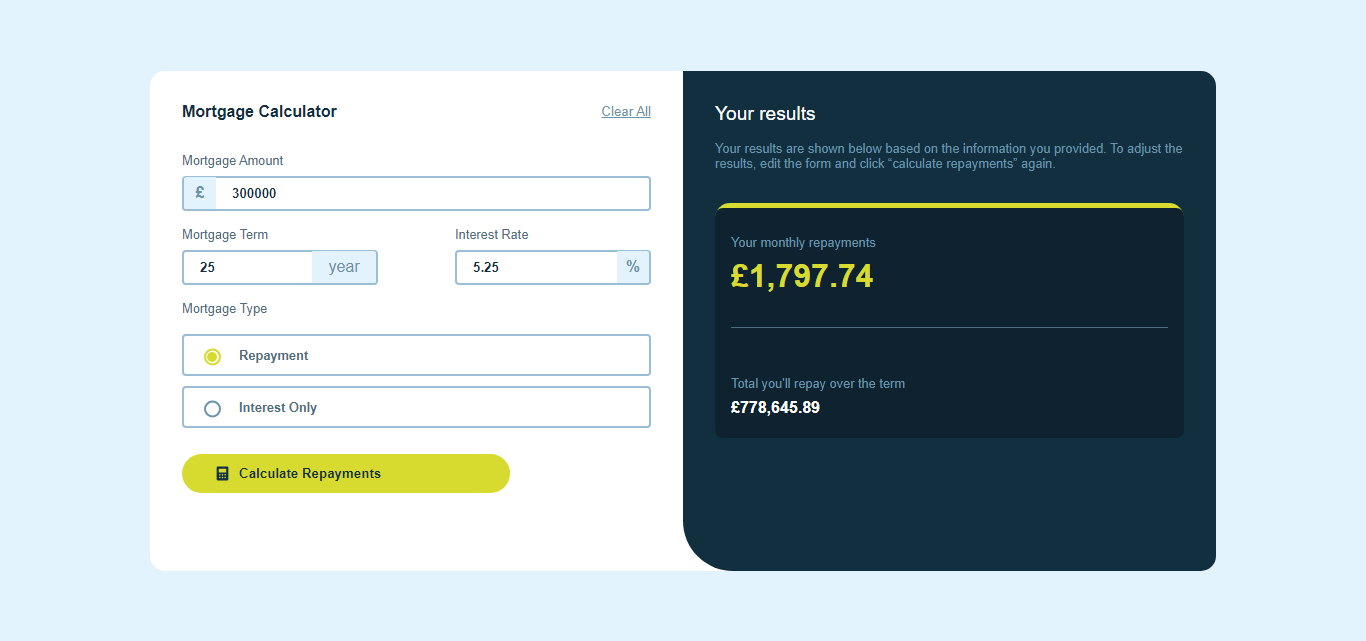 Mortgage Calculator
Clear All
Mortgage Amount
£ 300000
Mortgage Term
25 year
Interest Rate
5.25 %
Mortgage Type
Repayment
Interest Only
Calculate Repayments
Your results
Your results are shown below based on the information you provided. To adjust the
results, edit the form and click “calculate repayments” again.
Your monthly repayments
£1,797.74
Total you'll repay over the term
£778,645.89